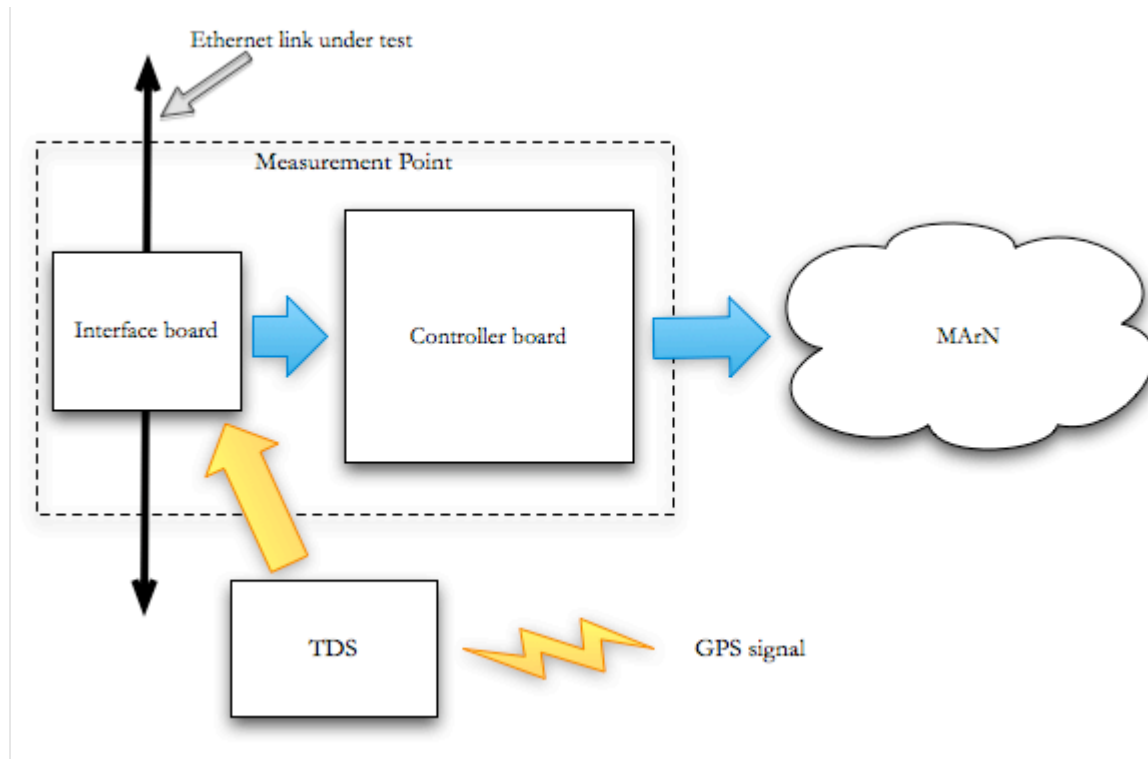 Ethernet link under test
Measurement Point
Interface board
Controller board
MArN
TDS
GPS signal